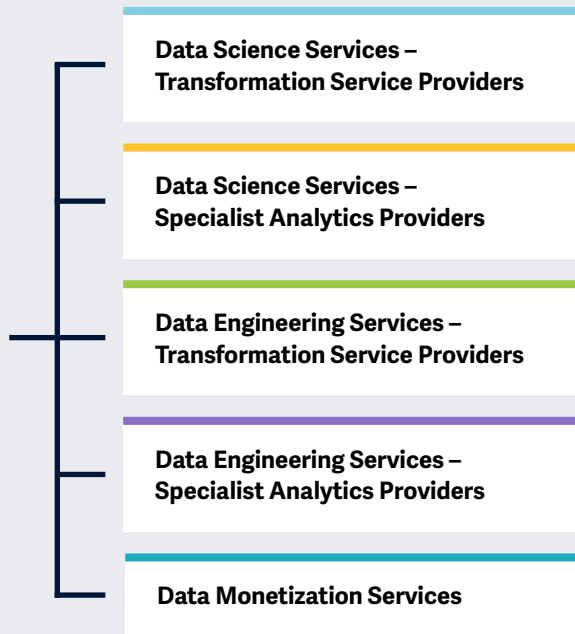 Data Science Services –
Transformation Service Providers
Data Science Services –
Specialist Analytics Providers
Data Engineering Services –
Transformation Service Providers
Data Engineering Services –
Specialist Analytics Providers
Data Monetization Services